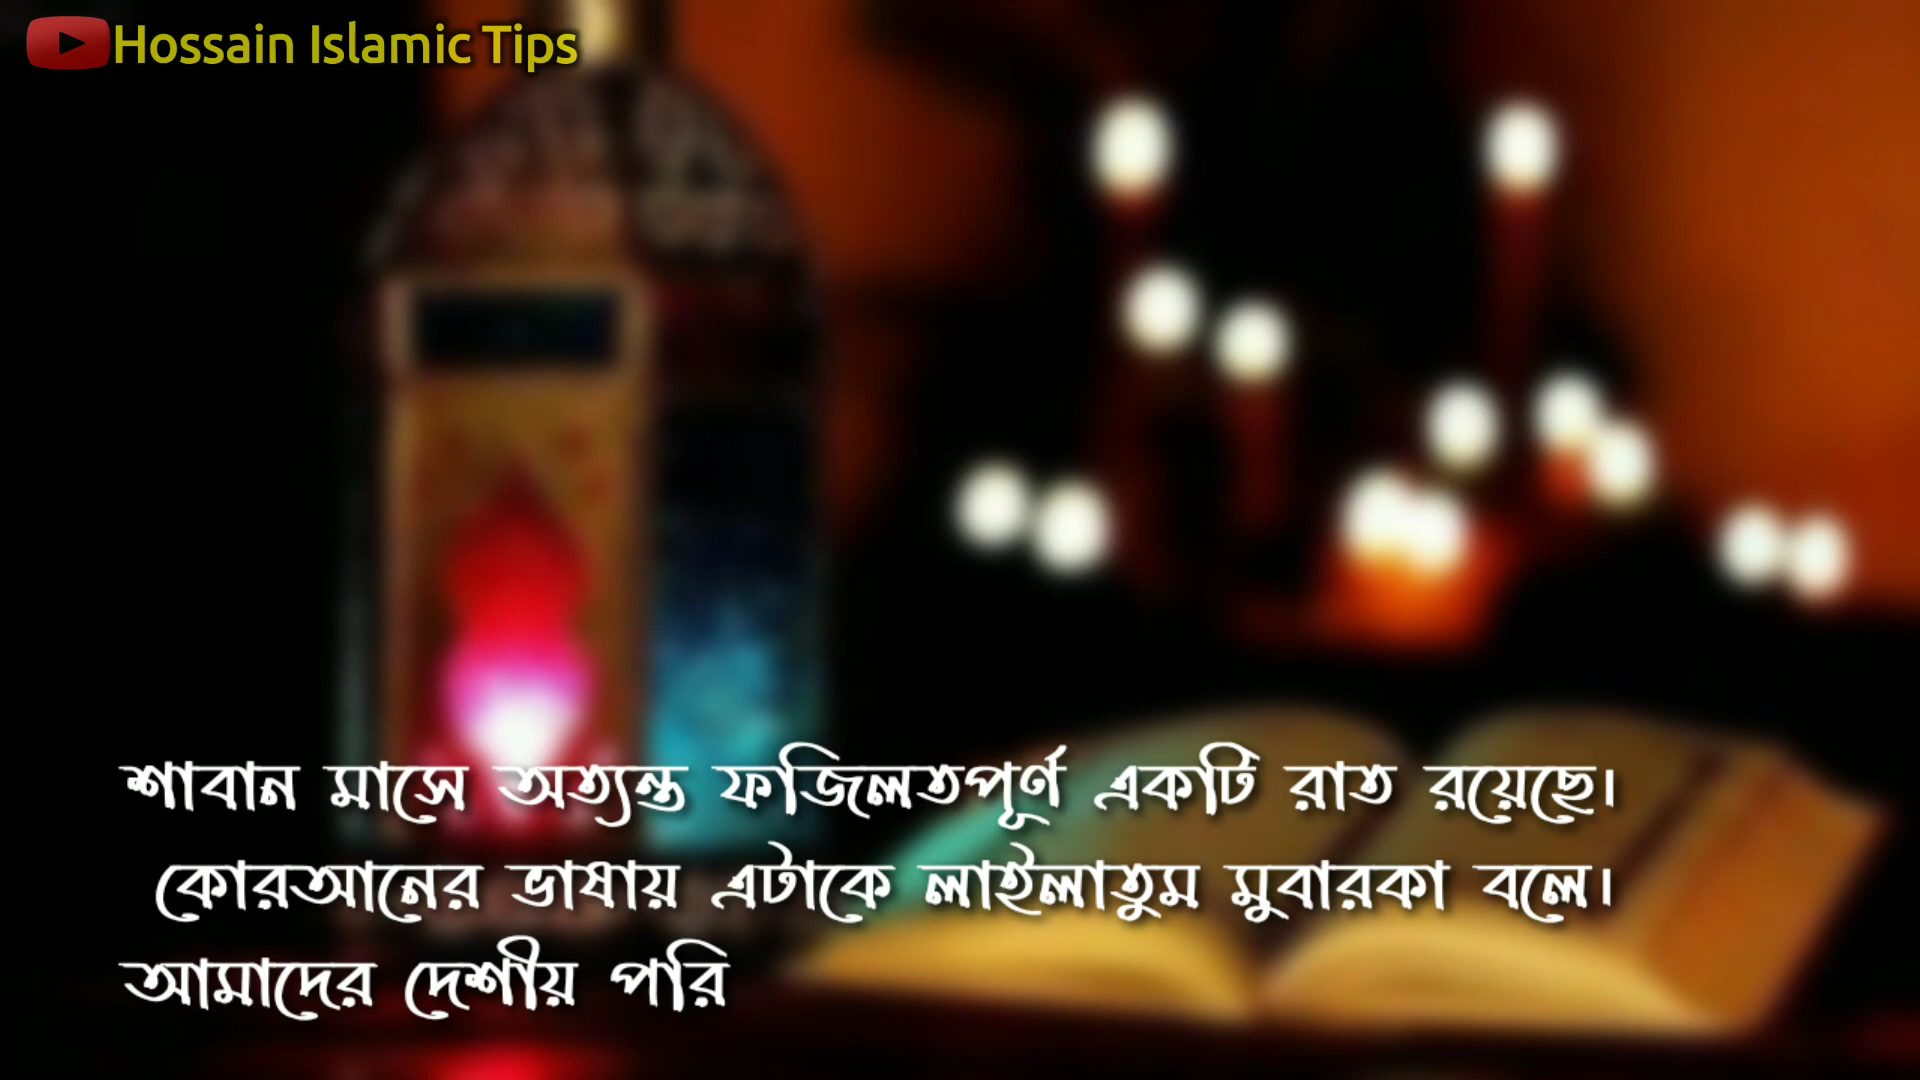 Hossain Islamic Tips
শাবান মাসে অত্যন্ত ফজিলতপূর্ণ একটি রাত রয়েছে।
কোরআনের ভাষায় এটাকে লাইলাতুম মুবারকা বলে।
আমাদের দেশীয় পরি